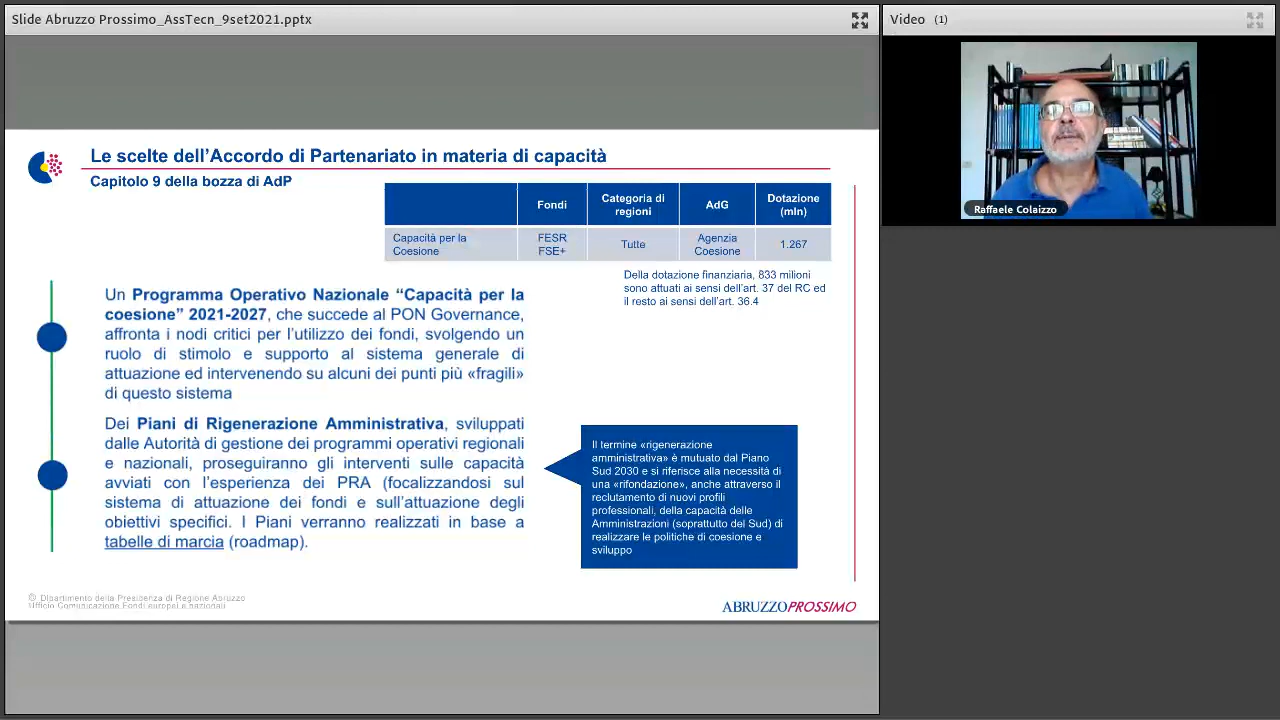 Slide Abruzzo Prossimo_AssTecn_9set2021.pptx
Video (1)
Raffaele Colaizzo
Le scelte dell'Accordo di Partenariato in materia di capacità
Capitolo 9 della bozza di AdP
Fondi
Categoria di
regioni
AdG
Dotazione
(mln)
Capacità per la
Coesione
FESR
FSE+
Tutte
Agenzia
Coesione
1.267
Della dotazione finanziaria, 833 milioni
sono attuati ai sensi dell'art. 37 del RC ed
il resto ai sensi dell'art. 36.4
Un Programma Operativo Nazionale “Capacità per la
coesione” 2021-2027, che succede al PON Governance,
affronta i nodi critici per l'utilizzo dei fondi, svolgendo un
ruolo di stimolo e supporto al sistema generale di
attuazione ed intervenendo su alcuni dei punti più «fragili»
di questo sistema
Dei Piani di Rigenerazione Amministrativa, sviluppati
dalle Autorità di gestione dei programmi operativi regionali
e nazionali, proseguiranno gli interventi sulle capacità
avviati con l'esperienza dei PRA (focalizzandosi sul
sistema di attuazione dei fondi e sull'attuazione degli
obiettivi specifici. I Piani verranno realizzati in base a
tabelle di marcia (roadmap).
Il termine «rigenerazione
amministrativa» è mutuato dal Piano
Sud 2030 e si riferisce alla necessità di
una «rifondazione», anche attraverso il
reclutamento di nuovi profili
professionali, della capacità delle
Amministrazioni (soprattutto del Sud) di
realizzare le politiche di coesione e
sviluppo
© Dipartimento della Presidenza di Regione Abruzzo
Ufficio Comunicazione Fondi europei e nazionali
ABRUZZOPROSSIMO